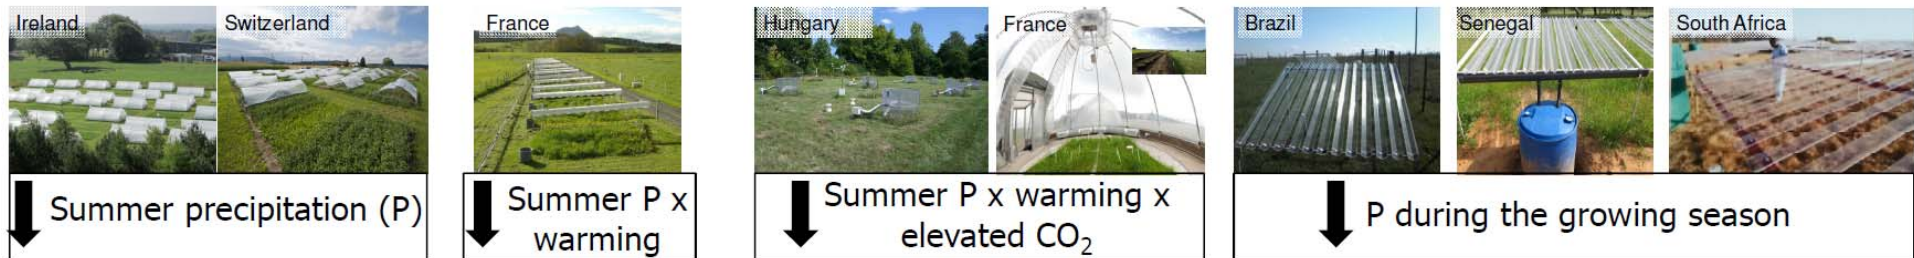 Ireland
Switzerland
France
Hungary
France
Brazil
Senegal
South Africa
Summer precipitation (P)
Summer P x
warming
Summer P x warming x
elevated CO₂
P during the growing season